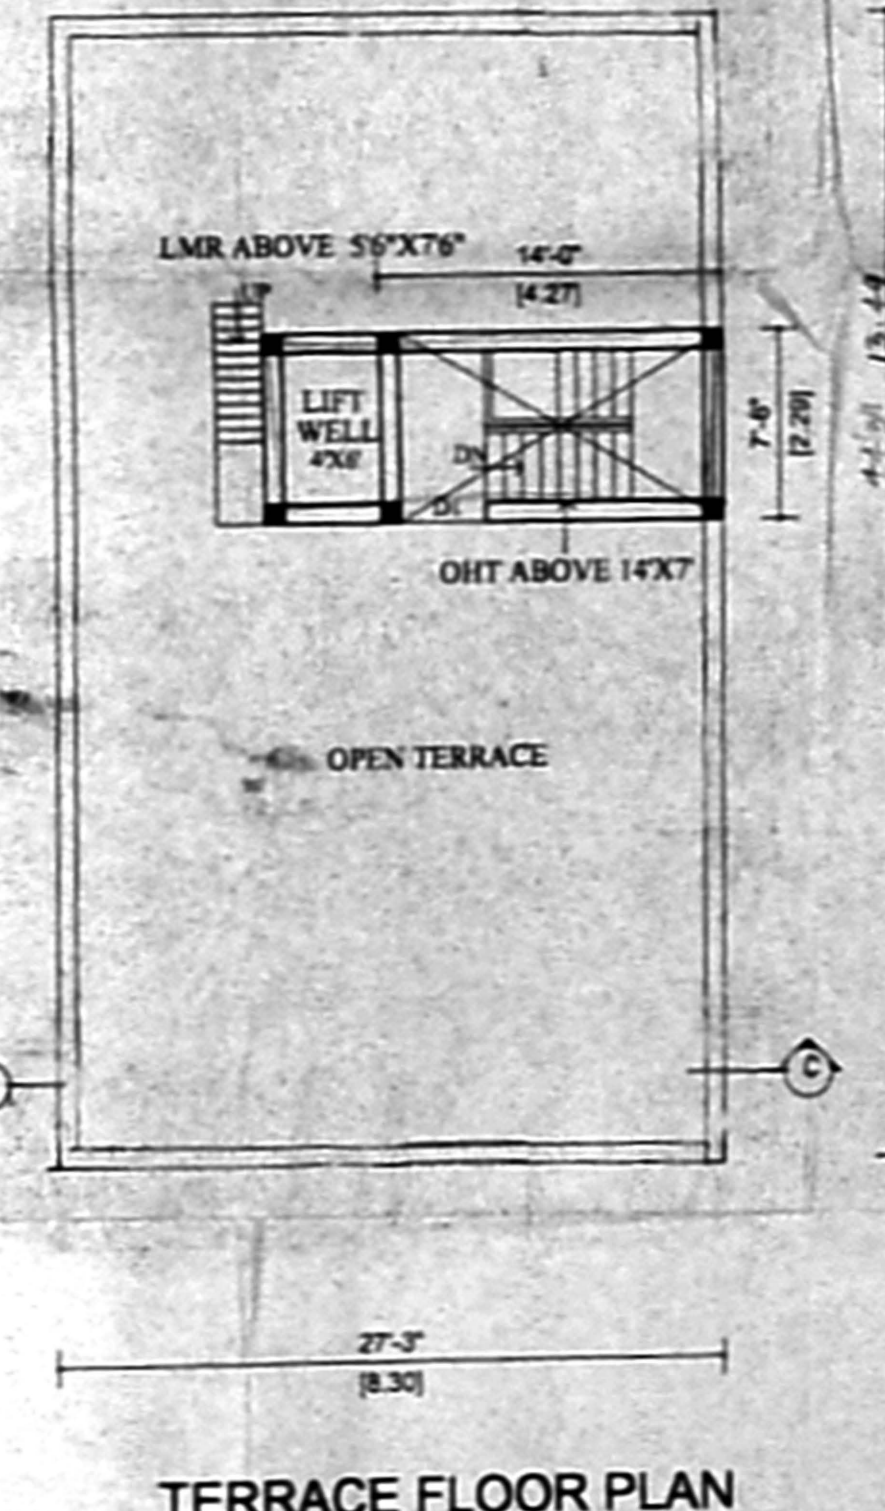 LMR ABOVE 5'6"X7'6"
14'-0"
[4.27]
UP
LIFT
WELL
4'X6'
DN
7'-6"
[2.29]
OHT ABOVE 14'X7'
OPEN TERRACE
C
27'-3"
[8.30]
TERRACE FLOOR PLAN